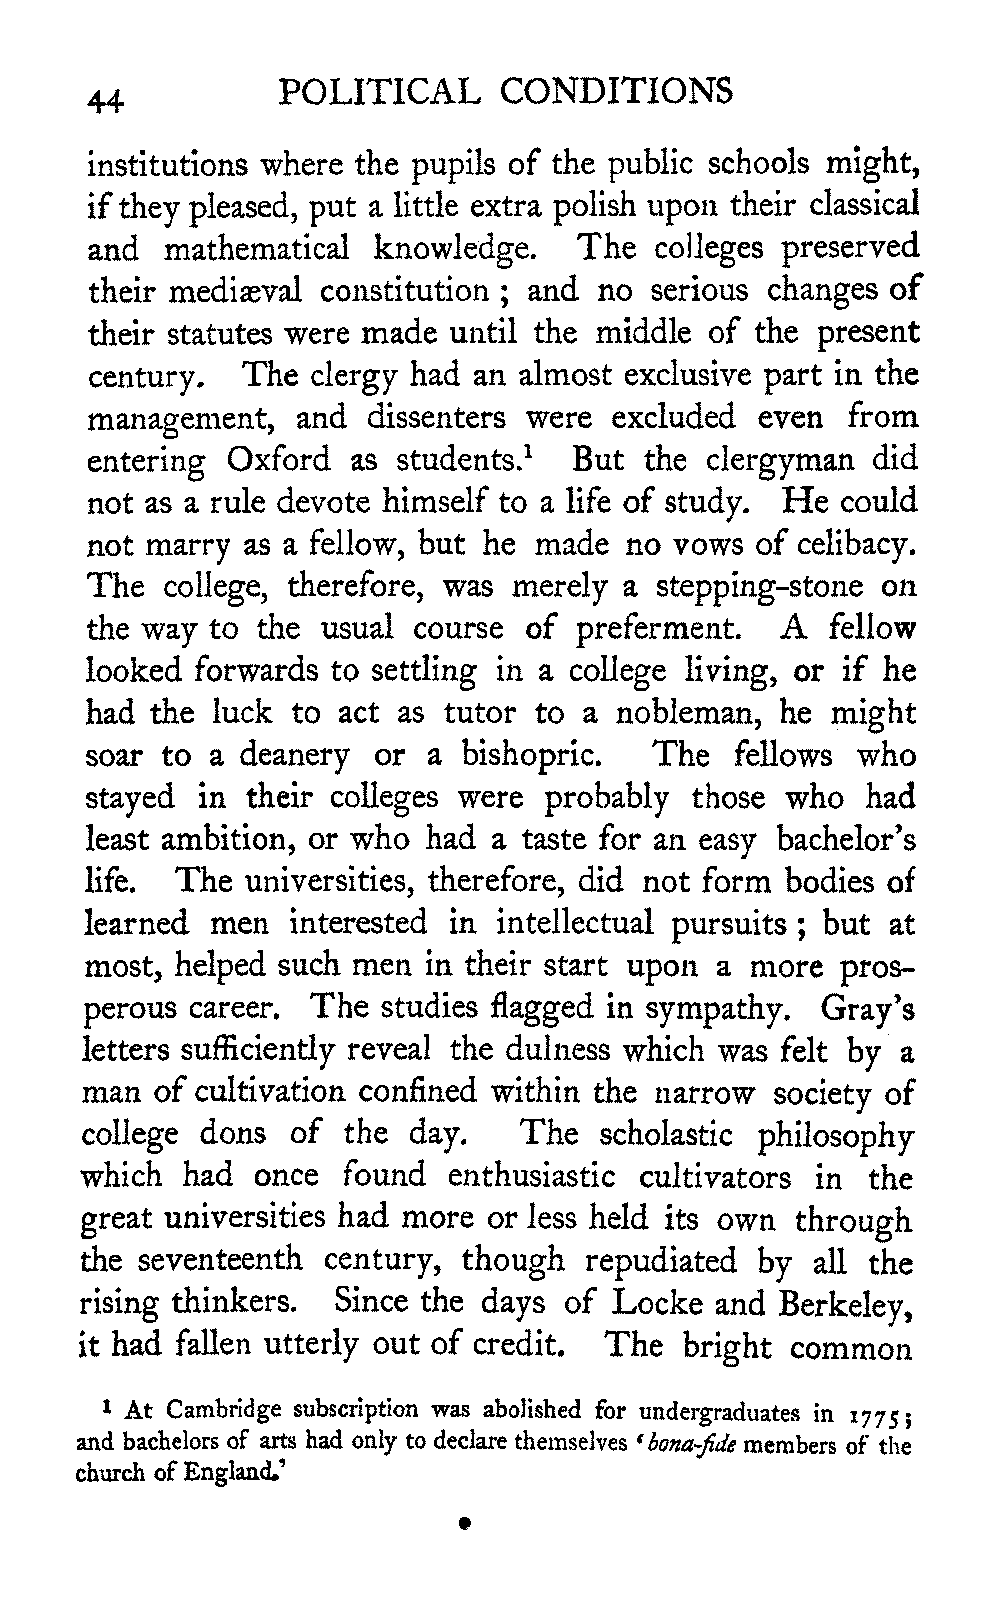 44 POLITICAL CONDITIONS
institutions where the pupils of the public schools might,
if they pleased, put a little extra polish upon their classical
and mathematical knowledge. The colleges preserved
their mediæval constitution ; and no serious changes of
their statutes were made until the middle of the present
century. The clergy had an almost exclusive part in the
management, and dissenters were excluded even from
entering Oxford as students.¹ But the clergyman did
not as a rule devote himself to a life of study. He could
not marry as a fellow, but he made no vows of celibacy.
The college, therefore, was merely a stepping-stone on
the way to the usual course of preferment. A fellow
looked forwards to settling in a college living, or if he
had the luck to act as tutor to a nobleman, he might
soar to a deanery or a bishopric. The fellows who
stayed in their colleges were probably those who had
least ambition, or who had a taste for an easy bachelor's
life. The universities, therefore, did not form bodies of
learned men interested in intellectual pursuits ; but at
most, helped such men in their start upon a more pros-
perous career. The studies flagged in sympathy. Gray's
letters sufficiently reveal the dulness which was felt by a
man of cultivation confined within the narrow society of
college dons of the day. The scholastic philosophy
which had once found enthusiastic cultivators in the
great universities had more or less held its own through
the seventeenth century, though repudiated by all the
rising thinkers. Since the days of Locke and Berkeley,
it had fallen utterly out of credit. The bright common
¹ At Cambridge subscription was abolished for undergraduates in 1775;
and bachelors of arts had only to declare themselves 'bona-fide members of the
church of England.'